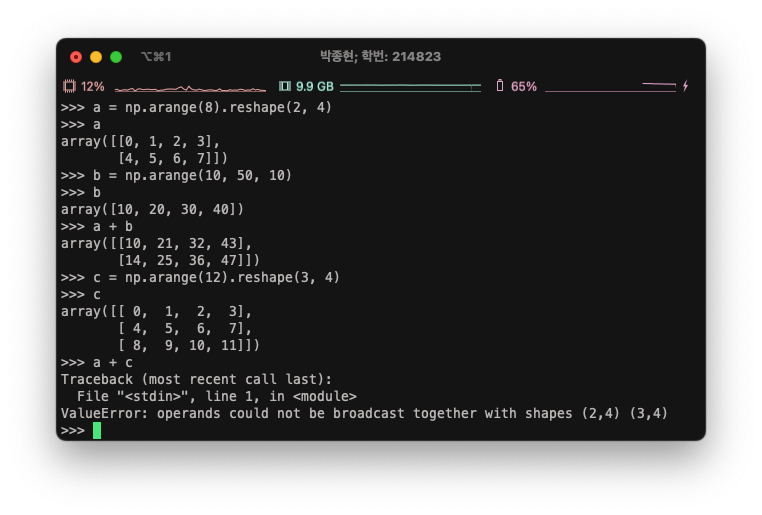 ⌥⌘1 박종현; 학번: 214823
12% 9.9 GB 65%
>>> a = np.arange(8).reshape(2, 4)
>>> a
array([[0, 1, 2, 3],
       [4, 5, 6, 7]])
>>> b = np.arange(10, 50, 10)
>>> b
array([10, 20, 30, 40])
>>> a + b
array([[10, 21, 32, 43],
       [14, 25, 36, 47]])
>>> c = np.arange(12).reshape(3, 4)
>>> c
array([[ 0,  1,  2,  3],
       [ 4,  5,  6,  7],
       [ 8,  9, 10, 11]])
>>> a + c
Traceback (most recent call last):
  File "<stdin>", line 1, in <module>
ValueError: operands could not be broadcast together with shapes (2,4) (3,4)
>>>